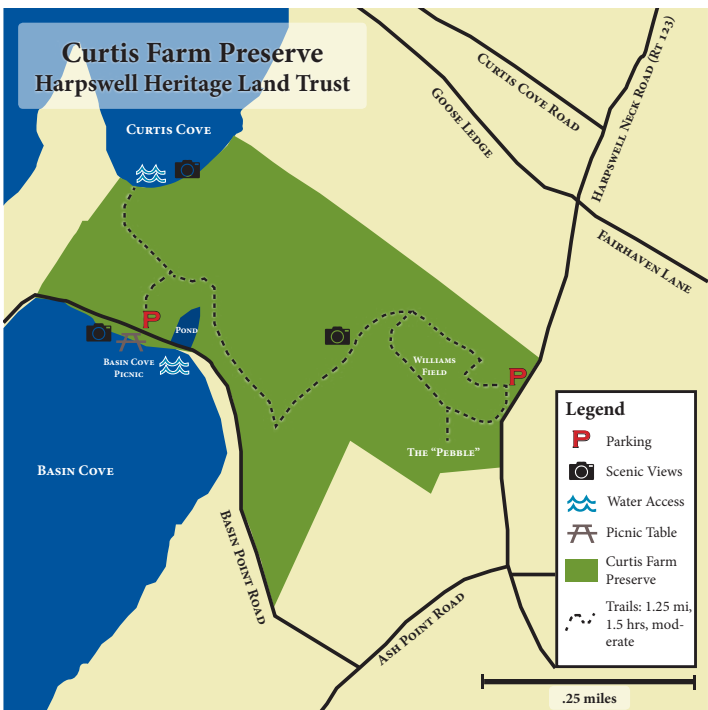 Curtis Farm Preserve
Harpswell Heritage Land Trust
Curtis Cove
Curtis Cove Road
Goose Ledge
Harpswell Neck Road (Rt 123)
Fairhaven Lane
P
Pond
Basin Cove
Picnic
Williams
Field
P
The "Pebble"
Basin Cove
Basin Point Road
Ash Point Road
Legend
P Parking
Scenic Views
Water Access
Picnic Table
Curtis Farm
Preserve
Trails: 1.25 mi,
1.5 hrs, mod-
erate
.25 miles